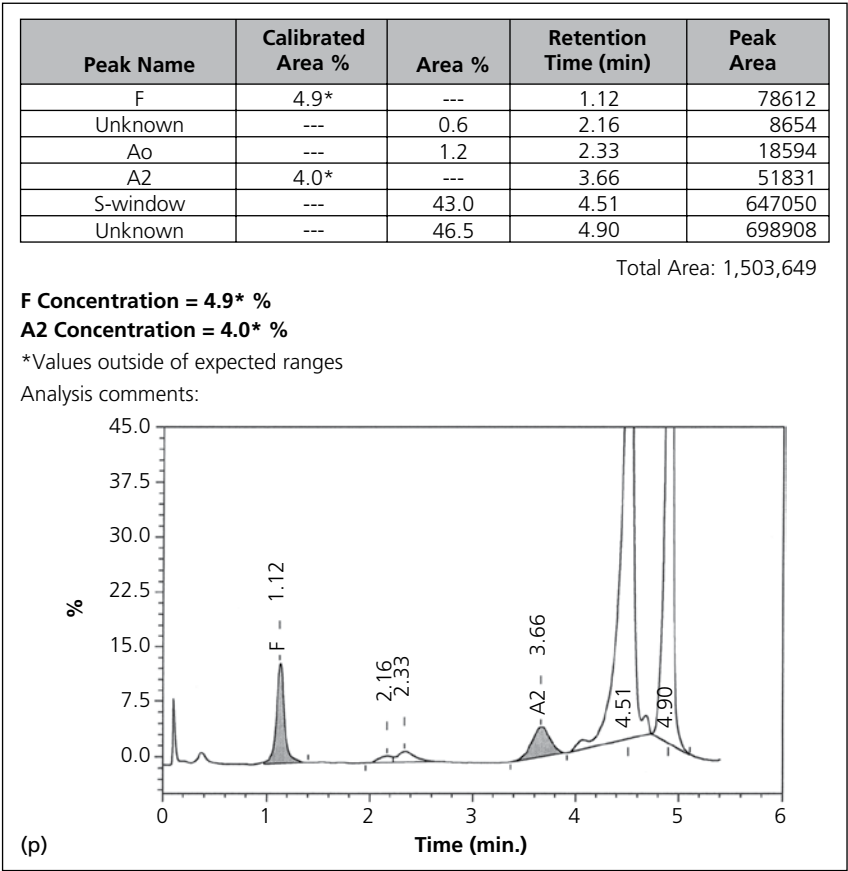 Peak Name Calibrated Area % Area % Retention Time (min) Peak Area
F 4.9* --- 1.12 78612
Unknown --- 0.6 2.16 8654
Ao --- 1.2 2.33 18594
A2 4.0* --- 3.66 51831
S-window --- 43.0 4.51 647050
Unknown --- 46.5 4.90 698908
Total Area: 1,503,649
F Concentration = 4.9* %
A2 Concentration = 4.0* %
*Values outside of expected ranges
Analysis comments:
45.0
37.5
30.0
22.5
15.0
7.5
0.0
%
F 1.12
2.16
2.33
A2 3.66
4.51
4.90
0 1 2 3 4 5 6
Time (min.)
(p)